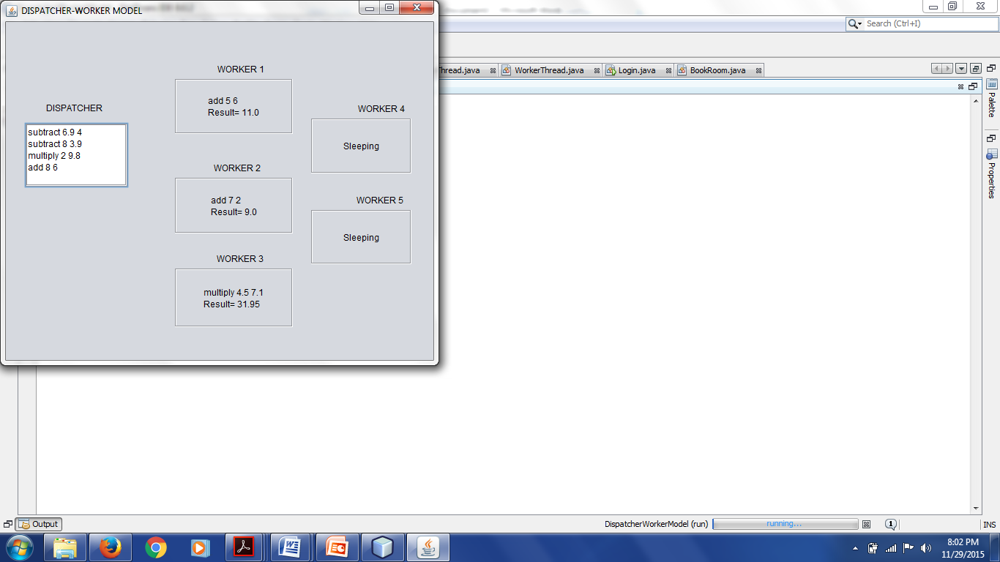 DISPATCHER-WORKER MODEL
Search (Ctrl+I)
Thread.java
WorkerThread.java
Login.java
BookRoom.java
WORKER 1
add 5 6
Result= 11.0
DISPATCHER
subtract 6.9 4
subtract 8 3.9
multiply 2 9.8
add 8 6
WORKER 4
Sleeping
WORKER 2
add 7 2
Result= 9.0
WORKER 5
Sleeping
WORKER 3
multiply 4.5 7.1
Result= 31.95
Palette
Properties
Output
DispatcherWorkerModel (run)
running...
1
INS
8:02 PM
11/29/2015